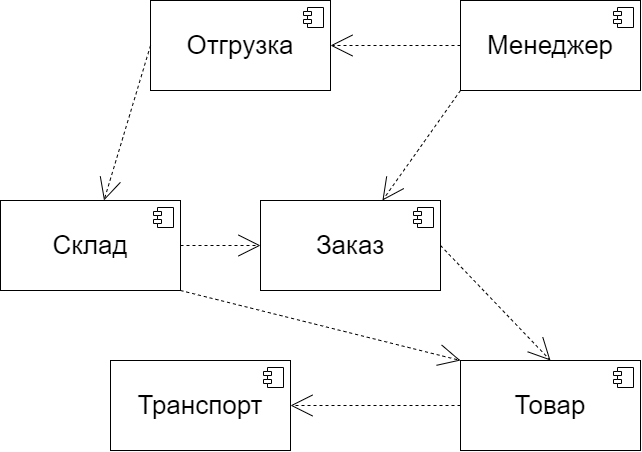 Отгрузка
Менеджер
Склад
Заказ
Транспорт
Товар